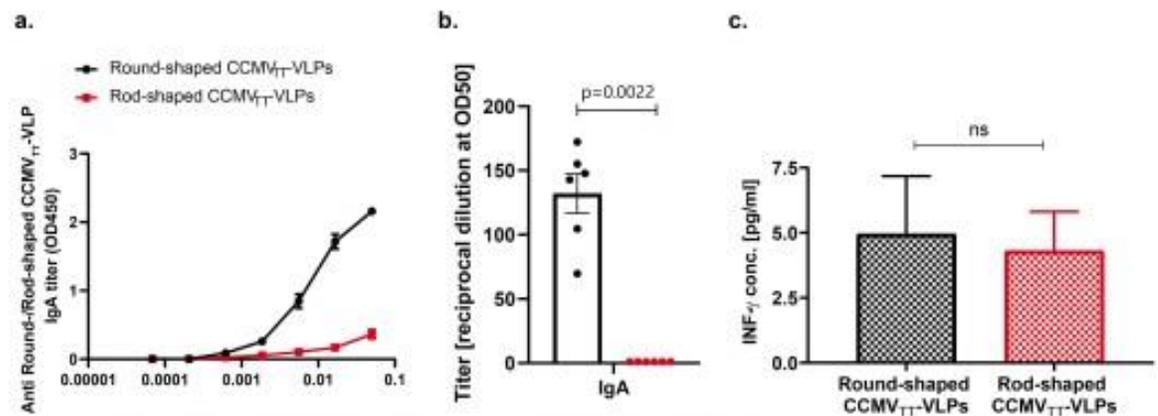 a.
Round-shaped CCMVTT-VLPs
Rod-shaped CCMVTT-VLPs
Anti Round-/Rod-shaped CCMVTT-VLP
IgA titer (OD450)
3
2
1
0
0.00001
0.0001
0.001
0.01
0.1
b.
p=0.0022
Titer [reciprocal dilution at OD50]
200
150
100
50
0
IgA
c.
ns
INF-γ conc. [pg/ml]
7.5
5.0
2.5
0.0
Round-shaped
CCMVTT-VLPs
Rod-shaped
CCMVTT-VLPs